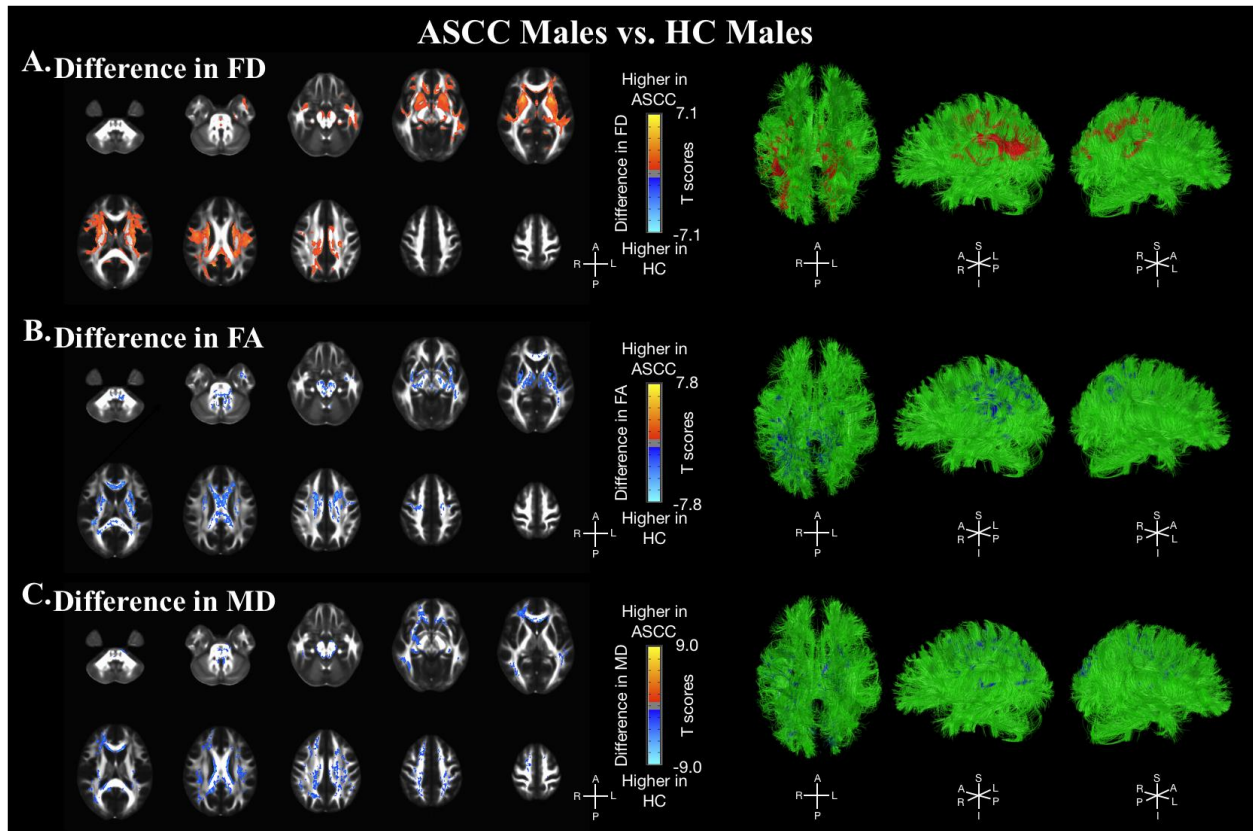 ASCC Males vs. HC Males
A. Difference in FD
Higher in
ASCC
7.1
Difference in FD
T scores
-7.1
Higher in
HC
A
R L
P
A
R L
P
S
A L
R P
I
S
R A
P L
I
B. Difference in FA
Higher in
ASCC
7.8
Difference in FA
T scores
-7.8
Higher in
HC
A
R L
P
A
R L
P
S
A L
R P
I
S
R A
P L
I
C. Difference in MD
Higher in
ASCC
9.0
Difference in MD
T scores
-9.0
Higher in
HC
A
R L
P
A
R L
P
S
A L
R P
I
S
R A
P L
I